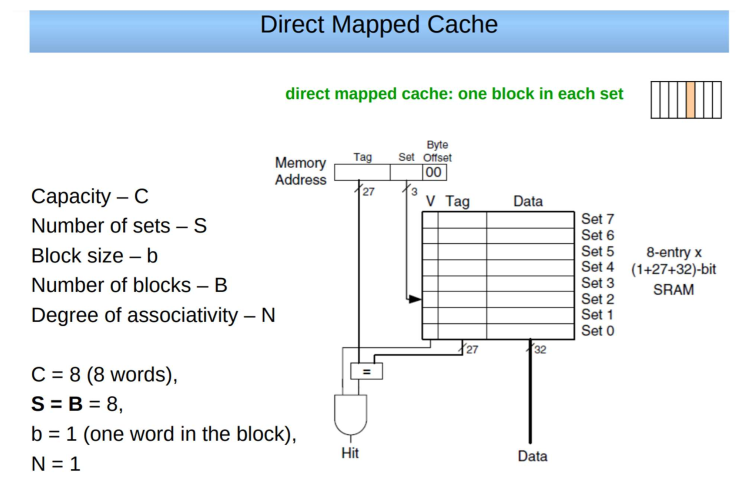 Direct Mapped Cache
direct mapped cache: one block in each set
Capacity – C
Number of sets – S
Block size – b
Number of blocks – B
Degree of associativity – N
C = 8 (8 words),
S = B = 8,
b = 1 (one word in the block),
N = 1
Memory
Address
Tag
Set
Byte
Offset
00
27
3
V
Tag
Data
Set 7
Set 6
Set 5
Set 4
Set 3
Set 2
Set 1
Set 0
8-entry x
(1+27+32)-bit
SRAM
27
32
=
Hit
Data